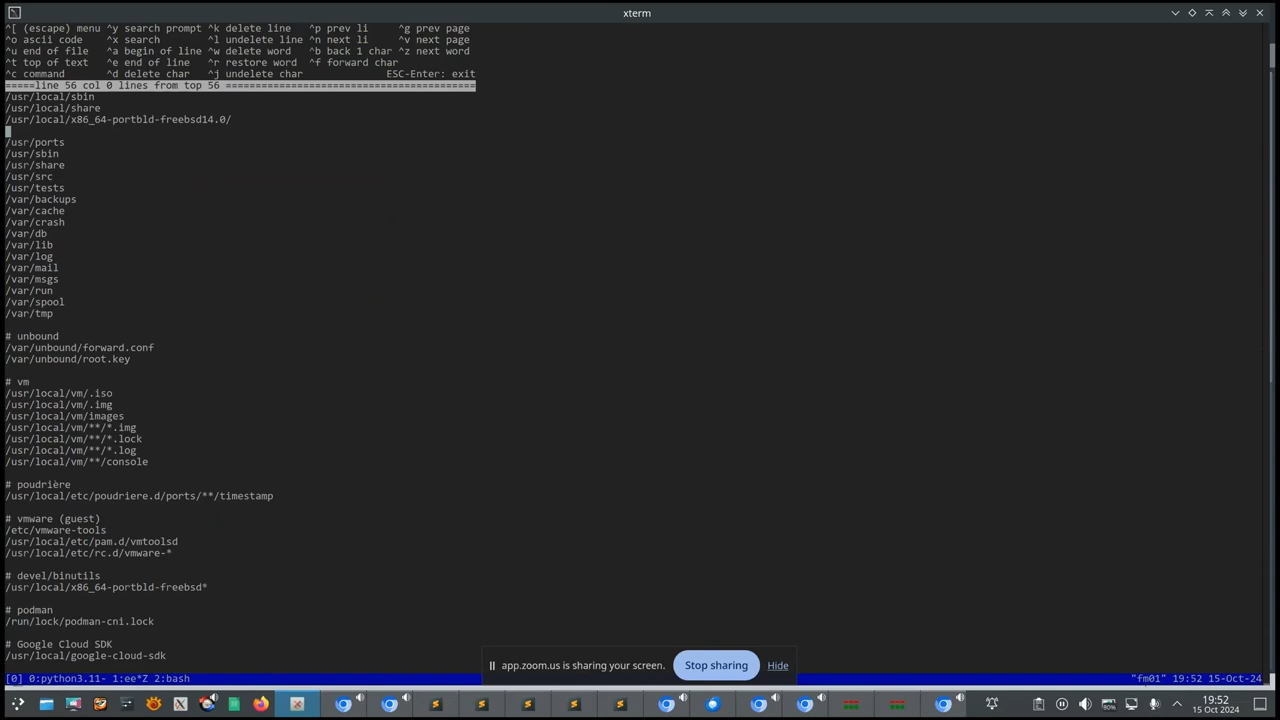 xterm
^[ (escape) menu ^y search prompt ^k delete line ^p prev li ^g prev page
^o ascii code ^x search ^l undelete line ^n next li ^v next page
^u end of file ^a begin of line ^w delete word ^b back 1 char ^z next word
^t top of text ^e end of line ^r restore word ^f forward char
^c command ^d delete char ^j undelete char ESC-Enter: exit
=====line 56 col 0 lines from top 56 ==========================================
/usr/local/sbin
/usr/local/share
/usr/local/x86_64-portbld-freebsd14.0/
/usr/ports
/usr/sbin
/usr/share
/usr/src
/usr/tests
/var/backups
/var/cache
/var/crash
/var/db
/var/lib
/var/log
/var/mail
/var/msgs
/var/run
/var/spool
/var/tmp
# unbound
/var/unbound/forward.conf
/var/unbound/root.key
# vm
/usr/local/vm/.iso
/usr/local/vm/.img
/usr/local/vm/images
/usr/local/vm/**/*.img
/usr/local/vm/**/*.lock
/usr/local/vm/**/*.log
/usr/local/vm/**/console
# poudrière
/usr/local/etc/poudriere.d/ports/**/timestamp
# vmware (guest)
/etc/vmware-tools
/usr/local/etc/pam.d/vmtoolsd
/usr/local/etc/rc.d/vmware-*
# devel/binutils
/usr/local/x86_64-portbld-freebsd*
# podman
/run/lock/podman-cni.lock
# Google Cloud SDK
/usr/local/google-cloud-sdk
app.zoom.us is sharing your screen. Stop sharing Hide
[0] 0:python3.11- 1:ee*Z 2:bash "fm01" 19:52 15-Oct-24
80%
19:52
15 Oct 2024